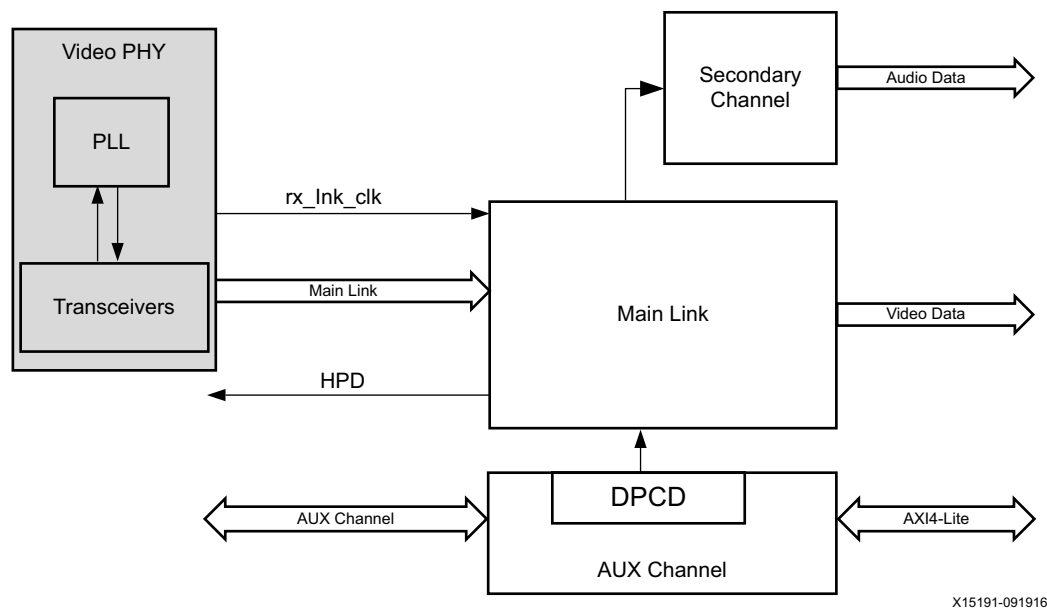 Video PHY
PLL
Transceivers
Secondary
Channel
Audio Data
rx_lnk_clk
Main Link
Main Link
Video Data
HPD
DPCD
AUX Channel
AXI4-Lite
AUX Channel
X15191-091916